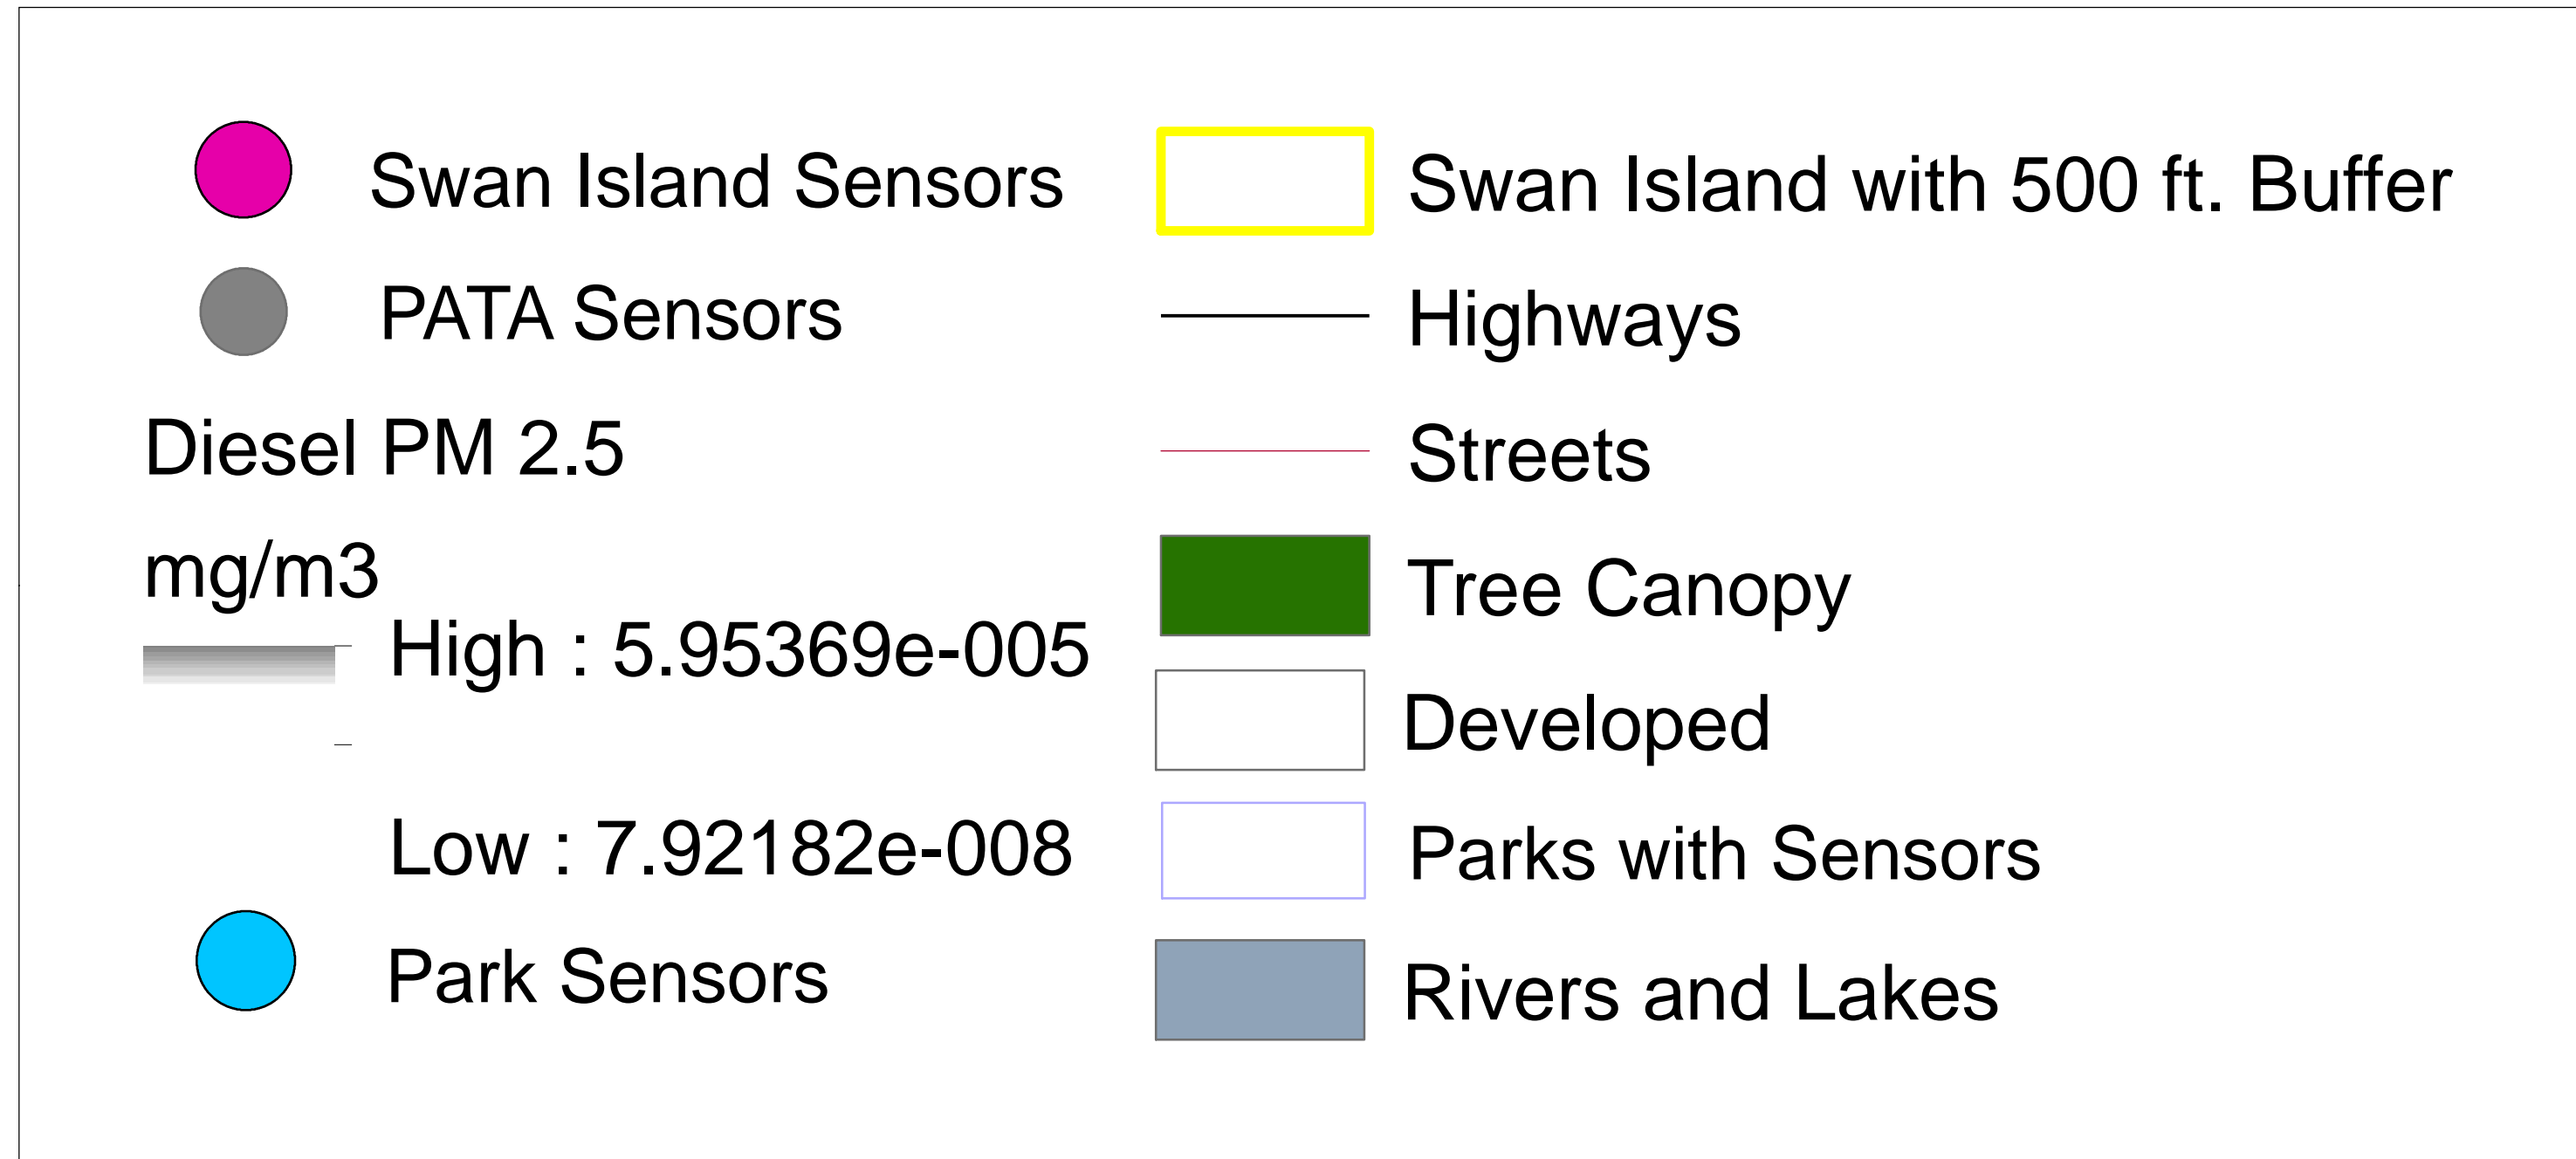 Swan Island Sensors
PATA Sensors
Diesel PM 2.5
mg/m3
High : 5.95369e-005
Low : 7.92182e-008
Park Sensors
Swan Island with 500 ft. Buffer
Highways
Streets
Tree Canopy
Developed
Parks with Sensors
Rivers and Lakes